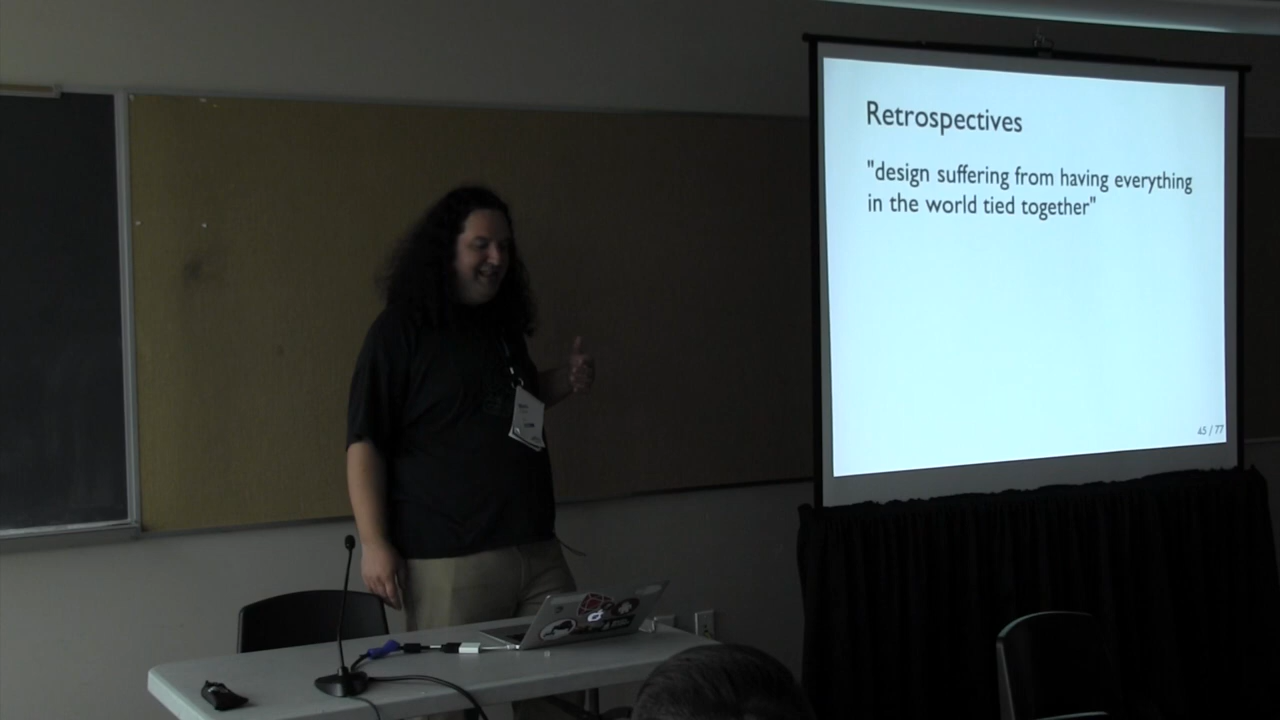 Retrospectives
"design suffering from having everything
in the world tied together"
45 / 77